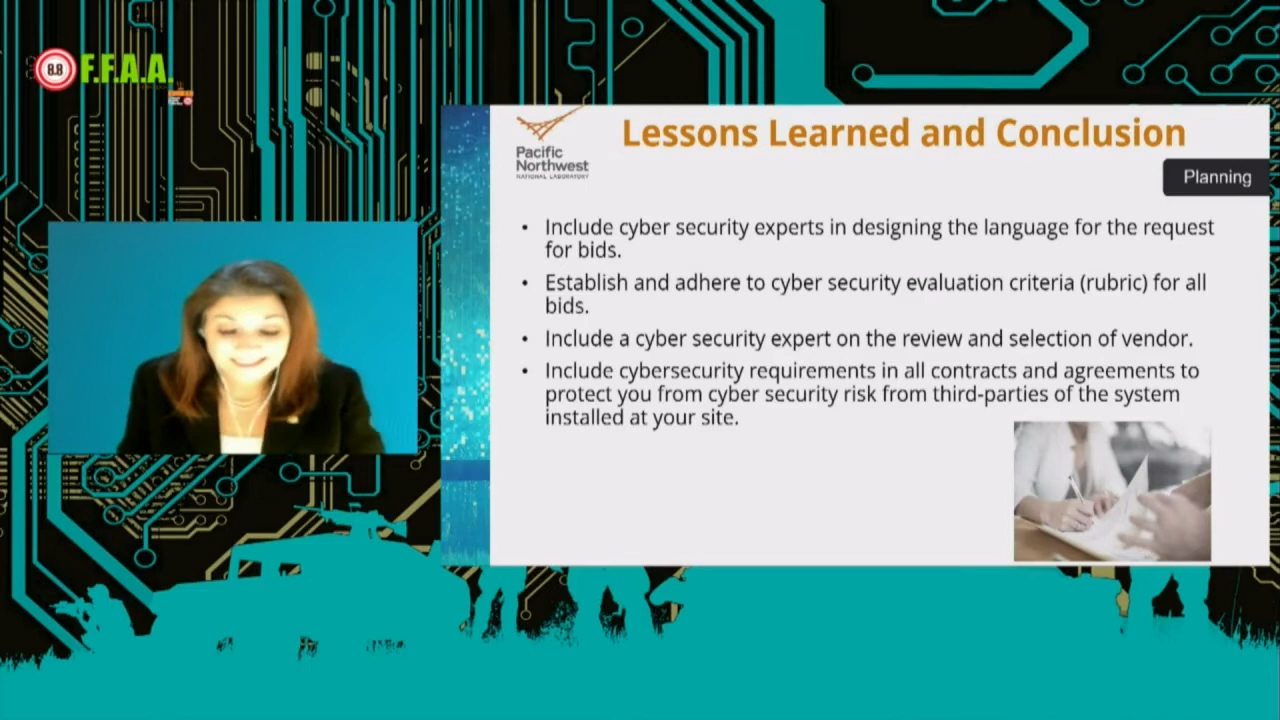 8.8 F.F.A.A.
Pacific
Northwest
NATIONAL LABORATORY
Lessons Learned and Conclusion
Planning
• Include cyber security experts in designing the language for the request
for bids.
• Establish and adhere to cyber security evaluation criteria (rubric) for all
bids.
• Include a cyber security expert on the review and selection of vendor.
• Include cybersecurity requirements in all contracts and agreements to
protect you from cyber security risk from third-parties of the system
installed at your site.